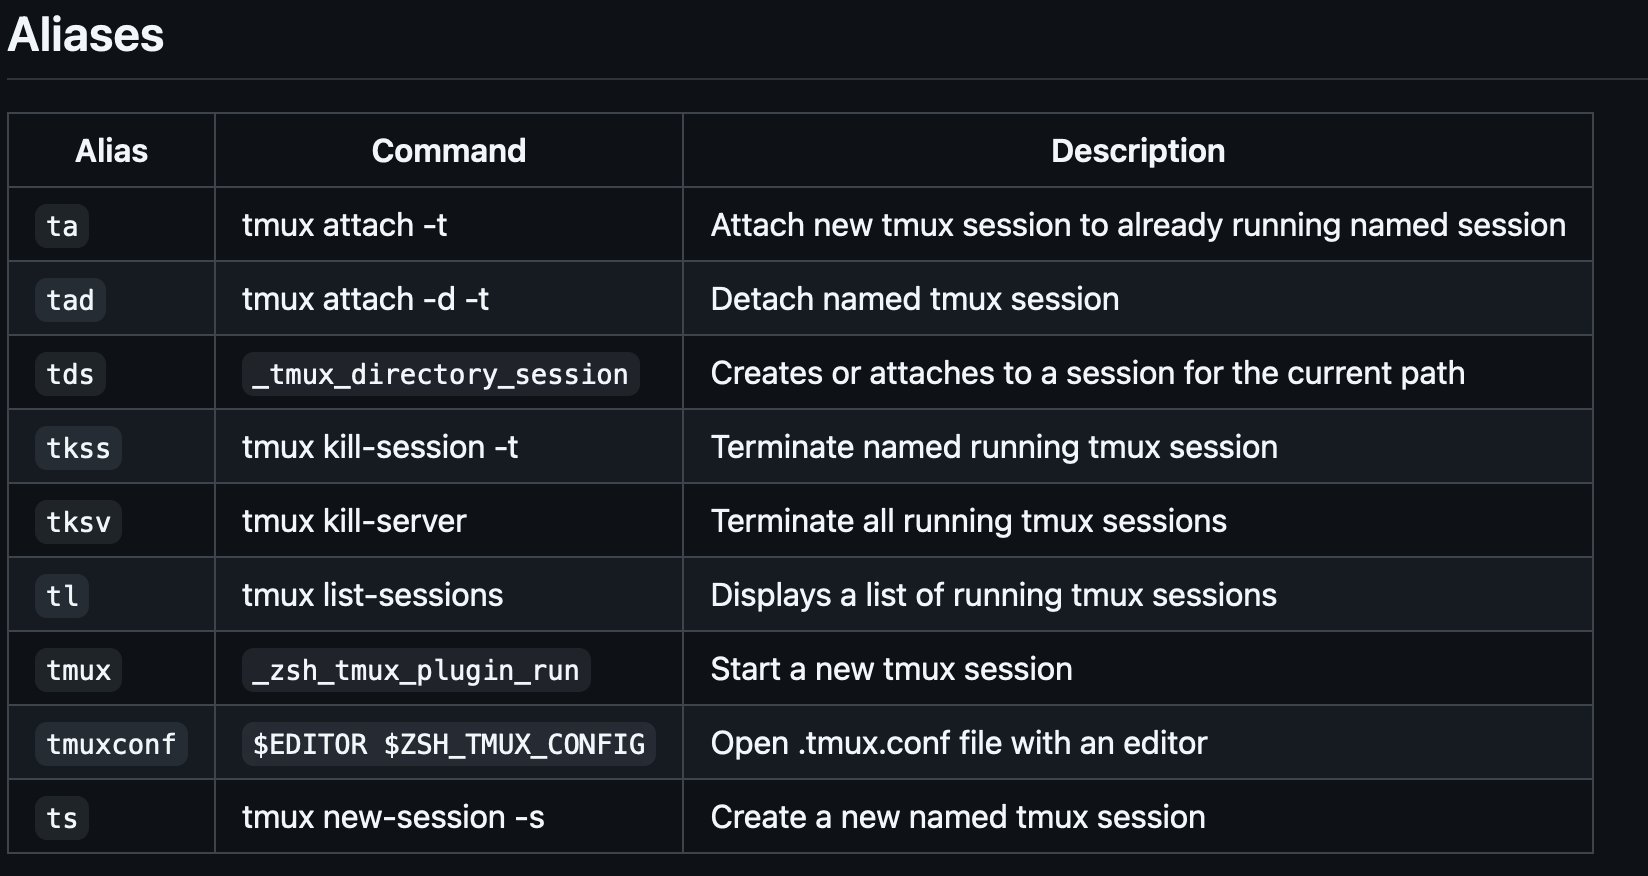 Aliases
Alias Command Description
ta tmux attach -t Attach new tmux session to already running named session
tad tmux attach -d -t Detach named tmux session
tds _tmux_directory_session Creates or attaches to a session for the current path
tkss tmux kill-session -t Terminate named running tmux session
tksv tmux kill-server Terminate all running tmux sessions
tl tmux list-sessions Displays a list of running tmux sessions
tmux _zsh_tmux_plugin_run Start a new tmux session
tmuxconf $EDITOR $ZSH_TMUX_CONFIG Open .tmux.conf file with an editor
ts tmux new-session -s Create a new named tmux session